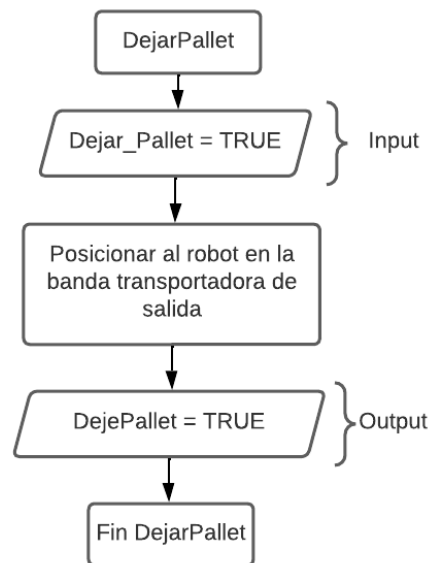 DejarPallet
Dejar_Pallet = TRUE
Input
Posicionar al robot en la
banda transportadora de
salida
DejePallet = TRUE
Output
Fin DejarPallet